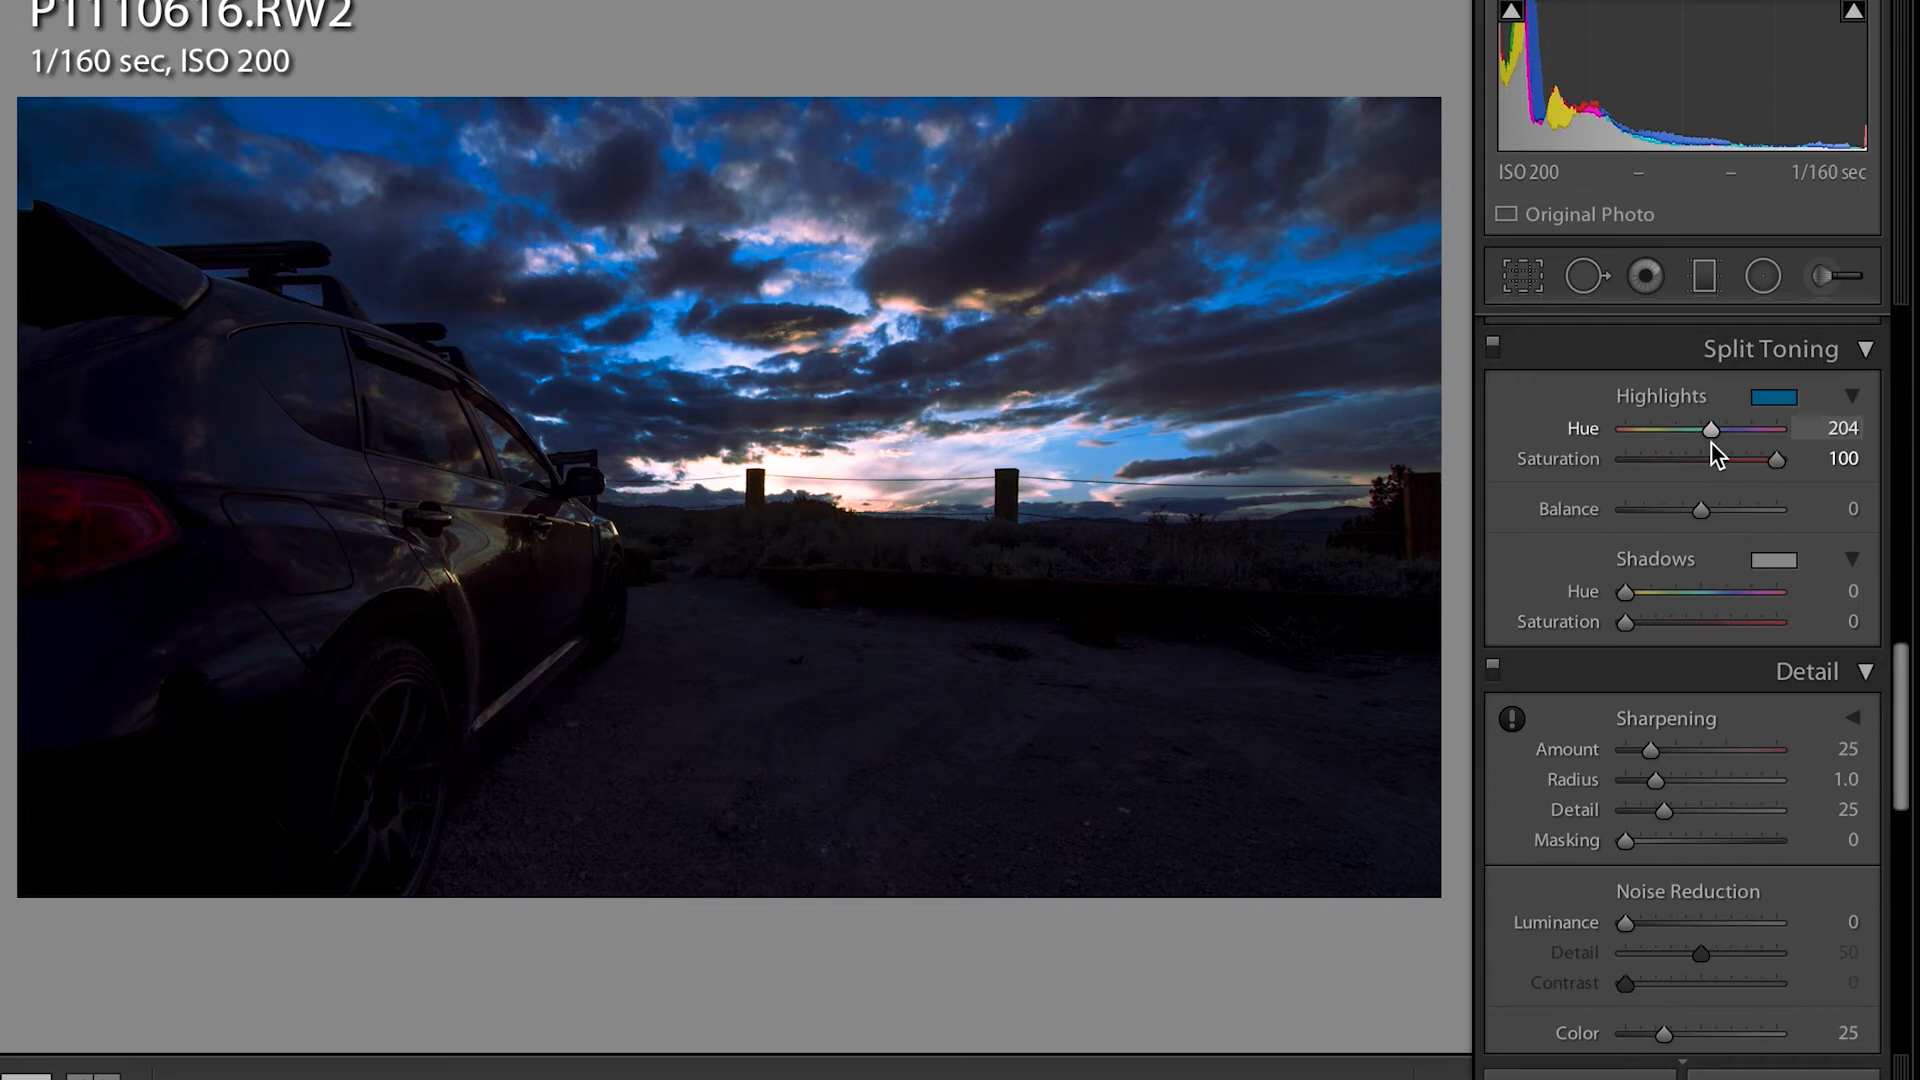 P1110616.RW2
1/160 sec, ISO 200
ISO 200 – – 1/160 sec
Original Photo
Split Toning
Highlights
Hue 204
Saturation 100
Balance 0
Shadows
Hue 0
Saturation 0
Detail
Sharpening
Amount 25
Radius 1.0
Detail 25
Masking 0
Noise Reduction
Luminance 0
Detail 50
Contrast 0
Color 25